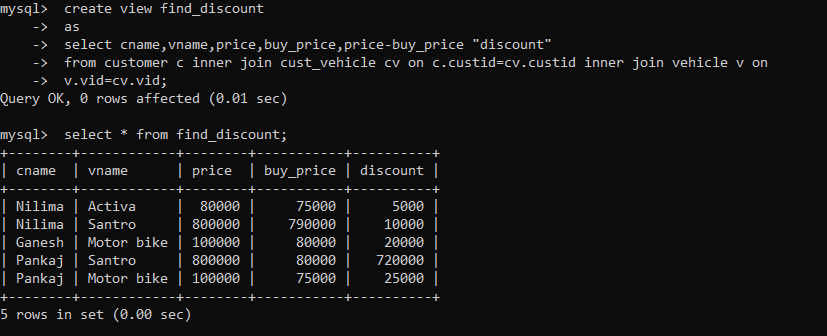 mysql>  create view find_discount
    ->  as
    ->  select cname,vname,price,buy_price,price-buy_price "discount"
    ->  from customer c inner join cust_vehicle cv on c.custid=cv.custid inner join vehicle v on
    ->  v.vid=cv.vid;
Query OK, 0 rows affected (0.01 sec)

mysql>  select * from find_discount;
+--------+------------+--------+-----------+----------+
| cname  | vname      | price  | buy_price | discount |
+--------+------------+--------+-----------+----------+
| Nilima | Activa     |  80000 |     75000 |     5000 |
| Nilima | Santro     | 800000 |    790000 |    10000 |
| Ganesh | Motor bike | 100000 |     80000 |    20000 |
| Pankaj | Santro     | 800000 |     80000 |   720000 |
| Pankaj | Motor bike | 100000 |     75000 |    25000 |
+--------+------------+--------+-----------+----------+
5 rows in set (0.00 sec)